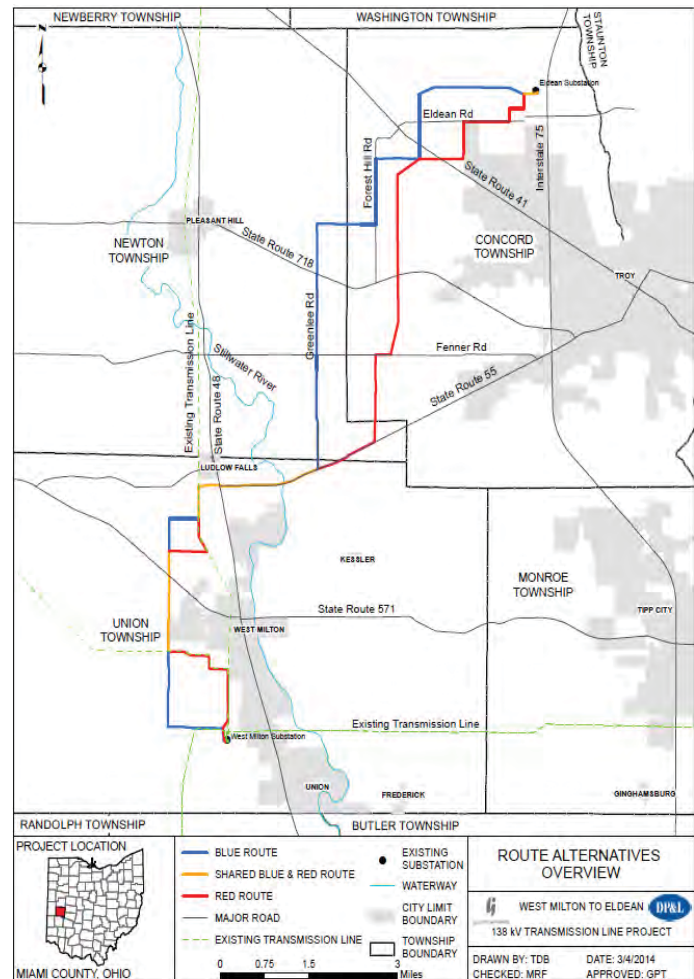 NEWBERRY TOWNSHIP
WASHINGTON TOWNSHIP
STAUNTON
TOWNSHIP
Eldean Substation
Eldean Rd
Forest Hill Rd
Interstate 75
State Route 41
PLEASANT HILL
NEWTON
TOWNSHIP
State Route 718
CONCORD
TOWNSHIP
TROY
Greenlee Rd
Existing Transmission Line
Stillwater River
State Route 48
Fenner Rd
State Route 55
LUDLOW FALLS
KESSLER
MONROE
TOWNSHIP
State Route 571
TIPP CITY
UNION
TOWNSHIP
WEST MILTON
Existing Transmission Line
West Milton Substation
UNION
FREDERICK
GINGHAMSBURG
RANDOLPH TOWNSHIP
BUTLER TOWNSHIP
PROJECT LOCATION
MIAMI COUNTY, OHIO
BLUE ROUTE
SHARED BLUE & RED ROUTE
RED ROUTE
MAJOR ROAD
EXISTING TRANSMISSION LINE
EXISTING
SUBSTATION
WATERWAY
CITY LIMIT
BOUNDARY
TOWNSHIP
BOUNDARY
0 0.75 1.5 3
Miles
ROUTE ALTERNATIVES
OVERVIEW
WEST MILTON TO ELDEAN
DP&L
138 kV TRANSMISSION LINE PROJECT
DRAWN BY: TDB
DATE: 3/4/2014
CHECKED: MRF
APPROVED: GPT